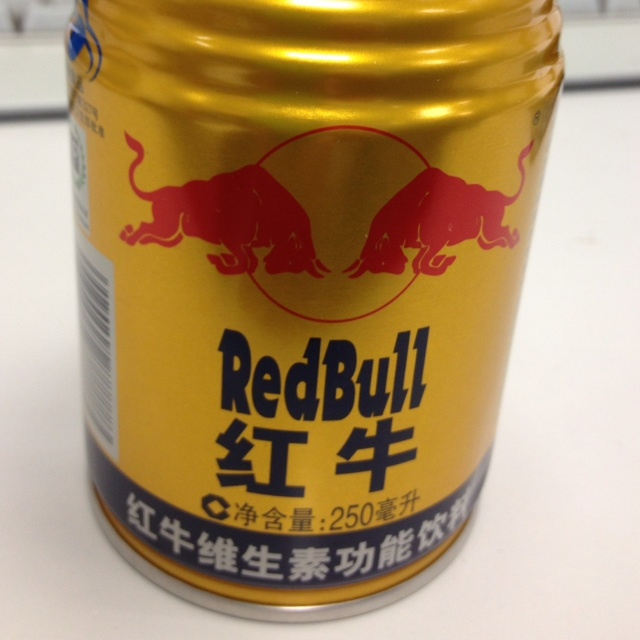 ®
RedBull
红牛
净含量:250毫升
红牛维生素功能饮料